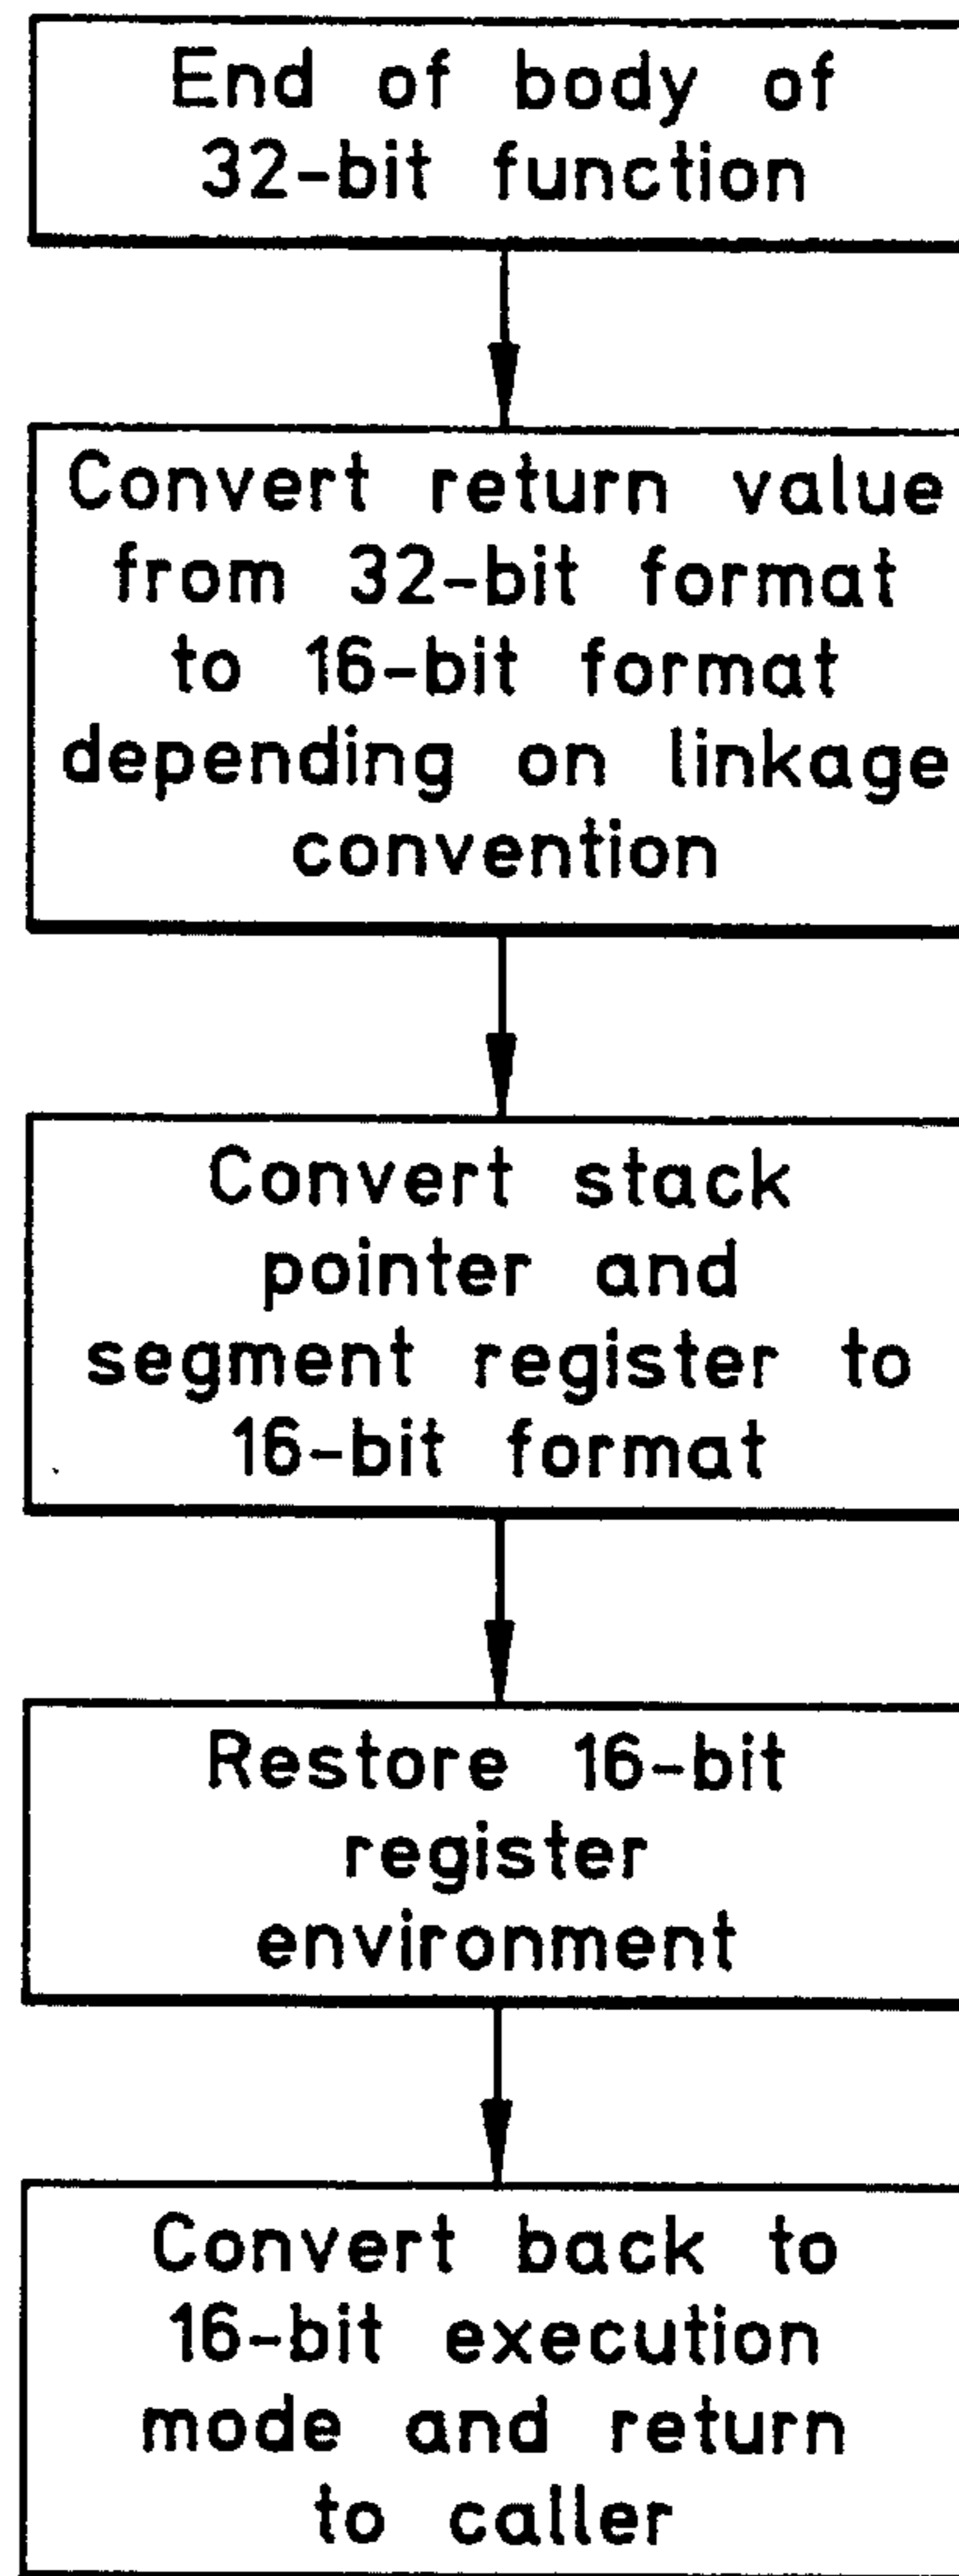 End of body of
32-bit function
Convert return value
from 32-bit format
to 16-bit format
depending on linkage
convention
Convert stack
pointer and
segment register to
16-bit format
Restore 16-bit
register
environment
Convert back to
16-bit execution
mode and return
to caller